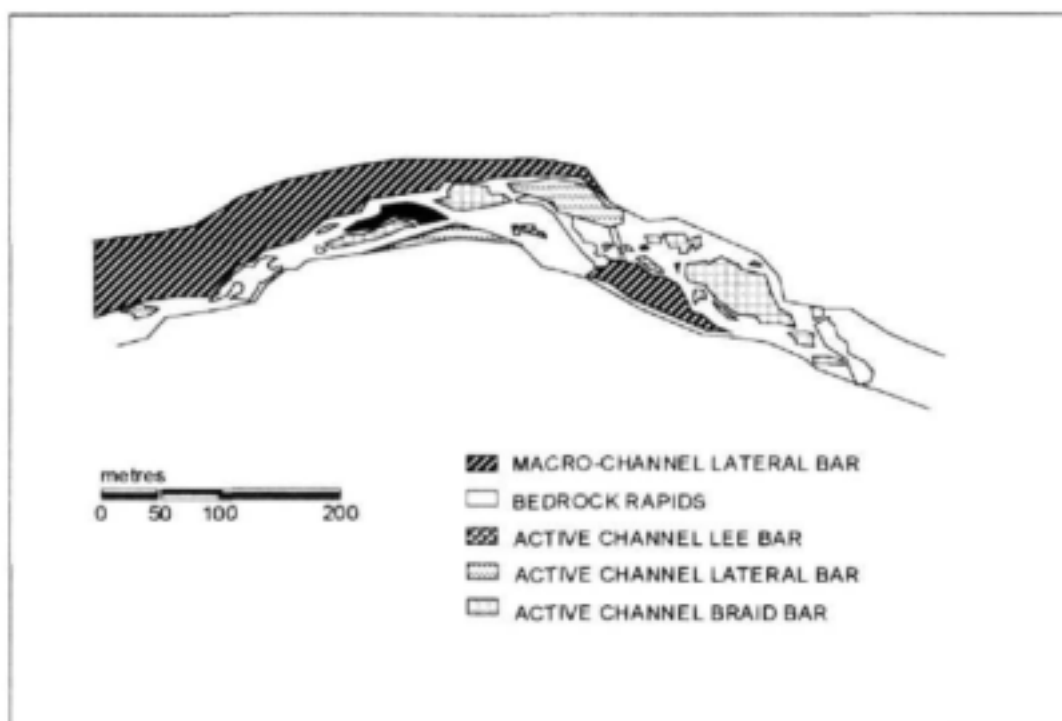 metres
0 50 100 200
MACRO-CHANNEL LATERAL BAR
BEDROCK RAPIDS
ACTIVE CHANNEL LEE BAR
ACTIVE CHANNEL LATERAL BAR
ACTIVE CHANNEL BRAID BAR